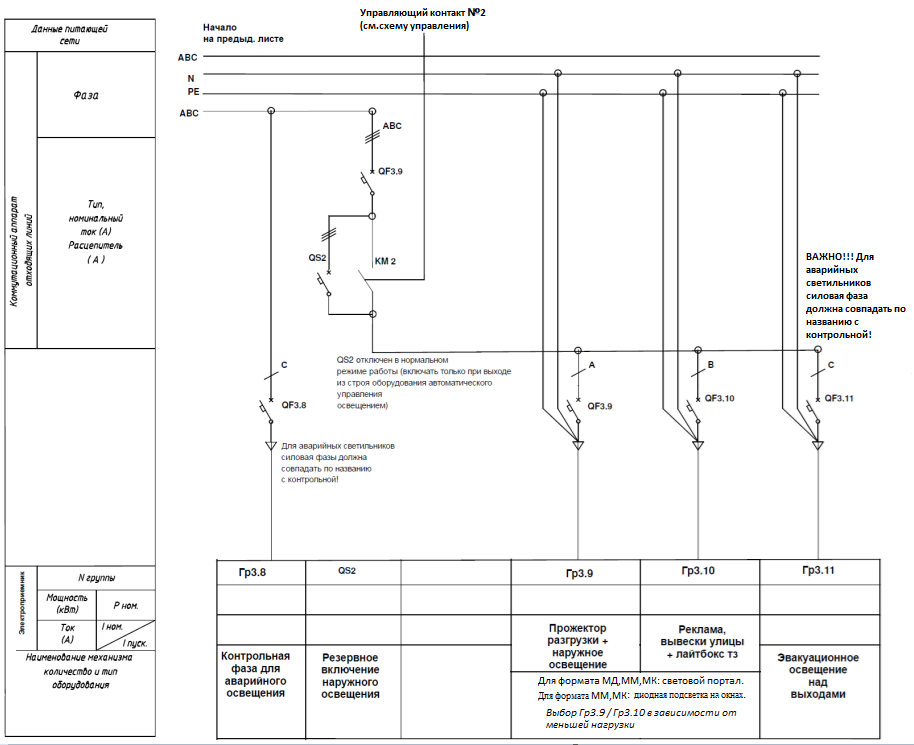 Управляющий контакт №2
(см.схему управления)
Данные питающей
сети
Начало
на предыд. листе
ABC
N
PE
ABC
Фаза
Коммутационный аппарат
отходящих линий
Тип,
номинальный
ток (А)
Расцепитель
( А )
ABC
QF3.9
QS2
KM 2
ВАЖНО!!! Для
аварийных
светильников
силовая фаза
должна совпадать по
названию с
контрольной!
QS2 отключен в нормальном
режиме работы (включать только при выходе
из строя оборудования автоматического
управления
освещением)
C
A
B
C
QF3.8
QF3.9
QF3.10
QF3.11
Для аварийных светильников
силовая фазы должна
совпадать по названию
с контрольной!
Электроприемник
N группы
Гр3.8
QS2
Гр3.9
Гр3.10
Гр3.11
Мощность
(кВт)
Р ном.
Ток
(А)
I ном.
I пуск.
Наименование механизма
количество и тип
оборудования
Контрольная
фаза для
аварийного
освещения
Резервное
включение
наружного
освещения
Прожектор
разгрузки +
наружное
освещение
Реклама,
вывески улицы
+ лайтбокс тз
Эвакуационное
освещение
над
выходами
Для формата МД,ММ,МК: световой портал.
Для формата ММ,МК: диодная подсветка на окнах.
Выбор Гр3.9 / Гр3.10 в зависимости от
меньшей нагрузки